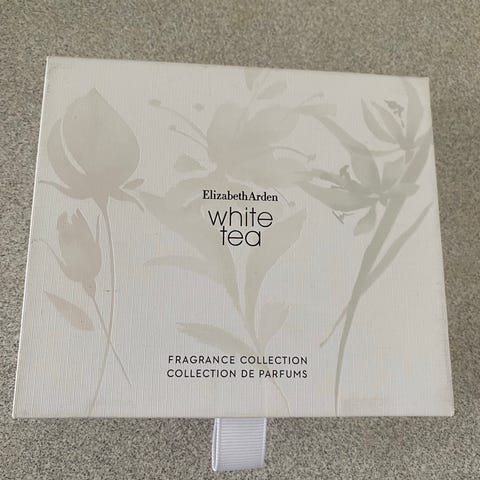 ElizabethArden
white
tea
FRAGRANCE COLLECTION
COLLECTION DE PARFUMS